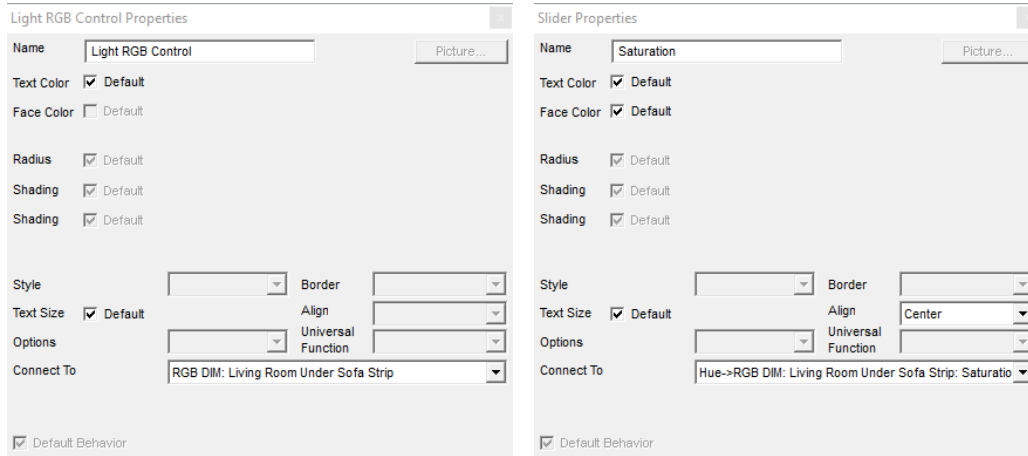 Light RGB Control Properties
x
Name
Light RGB Control
Picture...
Text Color
Default
Face Color
Default
Radius
Default
Shading
Default
Shading
Default
Style
Border
Text Size
Default
Align
Options
Universal
Function
Connect To
RGB DIM: Living Room Under Sofa Strip
Default Behavior
Slider Properties
Name
Saturation
Picture...
Text Color
Default
Face Color
Default
Radius
Default
Shading
Default
Shading
Default
Style
Border
Text Size
Default
Align
Center
Options
Universal
Function
Connect To
Hue->RGB DIM: Living Room Under Sofa Strip: Saturatio
Default Behavior